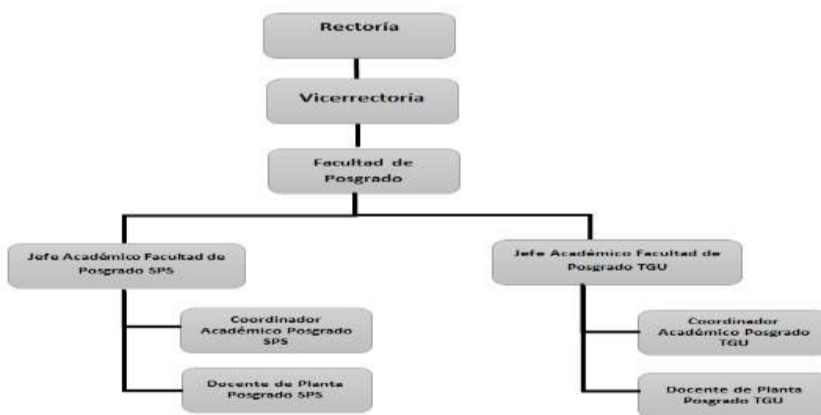 Rectoría
Vicerrectoría
Facultad de
Posgrado
Jefe Académico Facultad de
Posgrado SPS
Jefe Académico Facultad de
Posgrado TGU
Coordinador
Académico Posgrado
SPS
Coordinador
Académico Posgrado
TGU
Docente de Planta
Posgrado SPS
Docente de Planta
Posgrado TGU